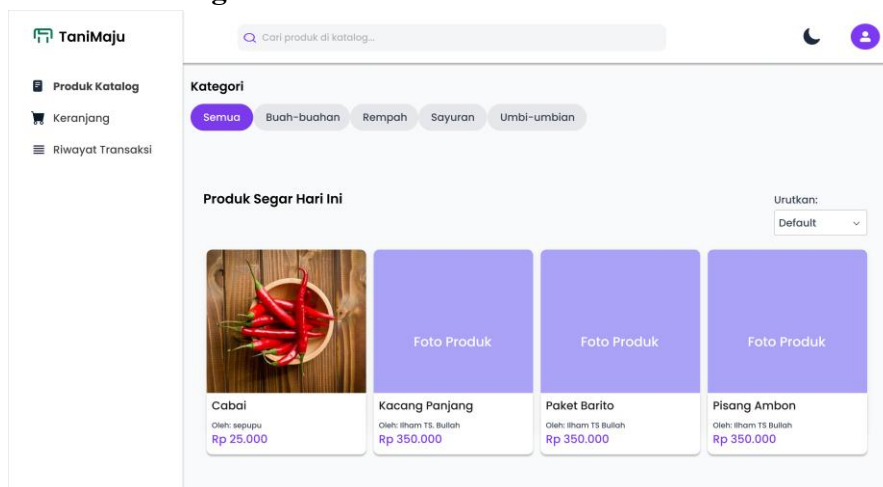 TaniMaju
Cari produk di katalog...
Produk Katalog
Keranjang
Riwayat Transaksi
Kategori
Semua
Buah-buahan
Rempah
Sayuran
Umbi-umbian
Produk Segar Hari Ini
Urutkan:
Default
Foto Produk
Foto Produk
Foto Produk
Cabai
Oleh: sepupu
Rp 25.000
Kacang Panjang
Oleh: Ilham TS. Bullah
Rp 350.000
Paket Barito
Oleh: Ilham TS Bullah
Rp 350.000
Pisang Ambon
Oleh: Ilham TS Bullah
Rp 350.000